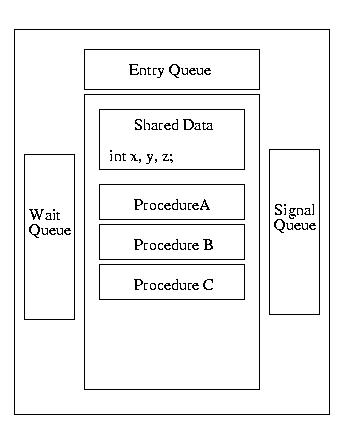 Entry Queue
Shared Data
int x, y, z;
Wait
Queue
ProcedureA
Procedure B
Procedure C
Signal
Queue